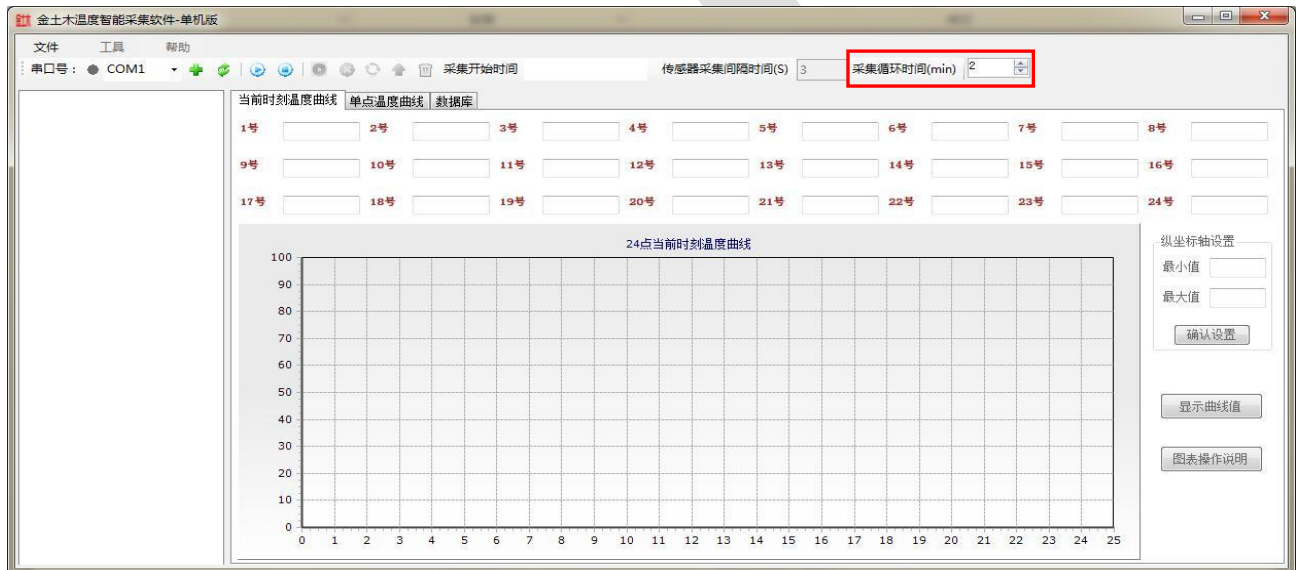 金土木温度智能采集软件-单机版
文件 工具 帮助
串口号： COM1 采集开始时间 传感器采集间隔时间(S) 3 采集循环时间(min) 2
当前时刻温度曲线 单点温度曲线 数据库
1号 2号 3号 4号 5号 6号 7号 8号
9号 10号 11号 12号 13号 14号 15号 16号
17号 18号 19号 20号 21号 22号 23号 24号
24点当前时刻温度曲线
100
90
80
70
60
50
40
30
20
10
0
0 1 2 3 4 5 6 7 8 9 10 11 12 13 14 15 16 17 18 19 20 21 22 23 24 25
纵坐标轴设置
最小值
最大值
确认设置
显示曲线值
图表操作说明